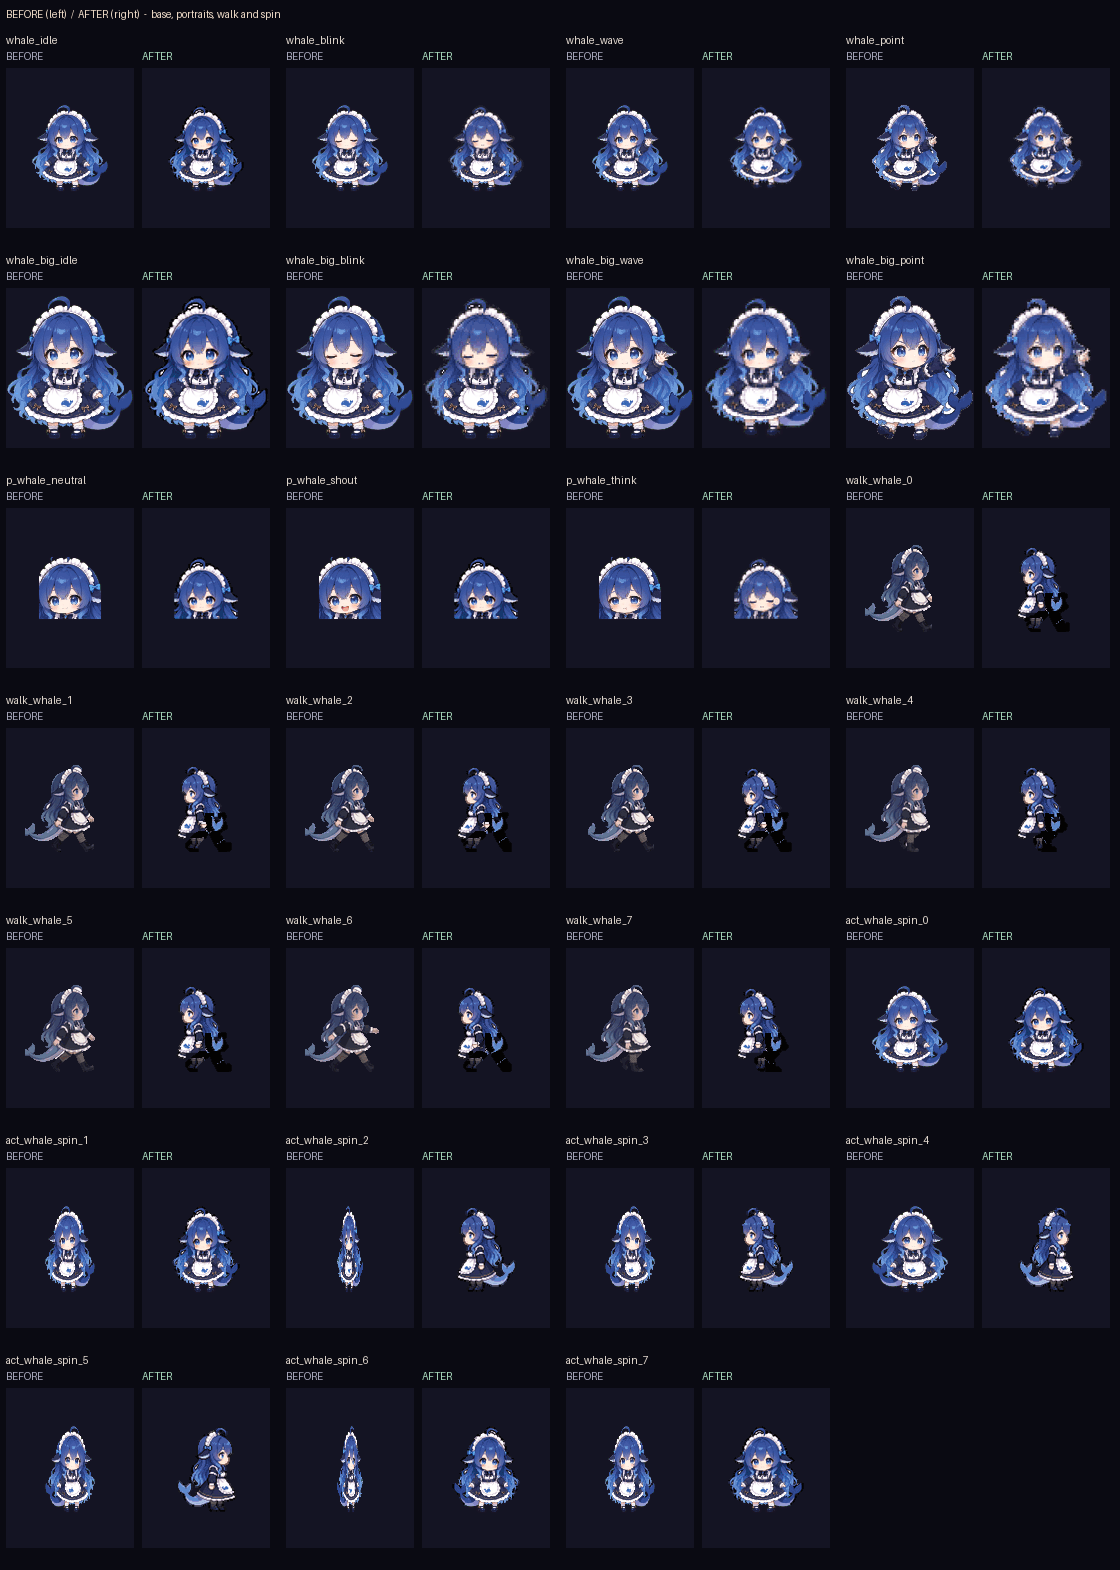 BEFORE (left) / AFTER (right) - base, portraits, walk and spin
whale_idle whale_blink whale_wave whale_point
BEFORE AFTER BEFORE AFTER BEFORE AFTER BEFORE AFTER
whale_big_idle whale_big_blink whale_big_wave whale_big_point
BEFORE AFTER BEFORE AFTER BEFORE AFTER BEFORE AFTER
p_whale_neutral p_whale_shout p_whale_think walk_whale_0
BEFORE AFTER BEFORE AFTER BEFORE AFTER BEFORE AFTER
walk_whale_1 walk_whale_2 walk_whale_3 walk_whale_4
BEFORE AFTER BEFORE AFTER BEFORE AFTER BEFORE AFTER
walk_whale_5 walk_whale_6 walk_whale_7 act_whale_spin_0
BEFORE AFTER BEFORE AFTER BEFORE AFTER BEFORE AFTER
act_whale_spin_1 act_whale_spin_2 act_whale_spin_3 act_whale_spin_4
BEFORE AFTER BEFORE AFTER BEFORE AFTER BEFORE AFTER
act_whale_spin_5 act_whale_spin_6 act_whale_spin_7
BEFORE AFTER BEFORE AFTER BEFORE AFTER